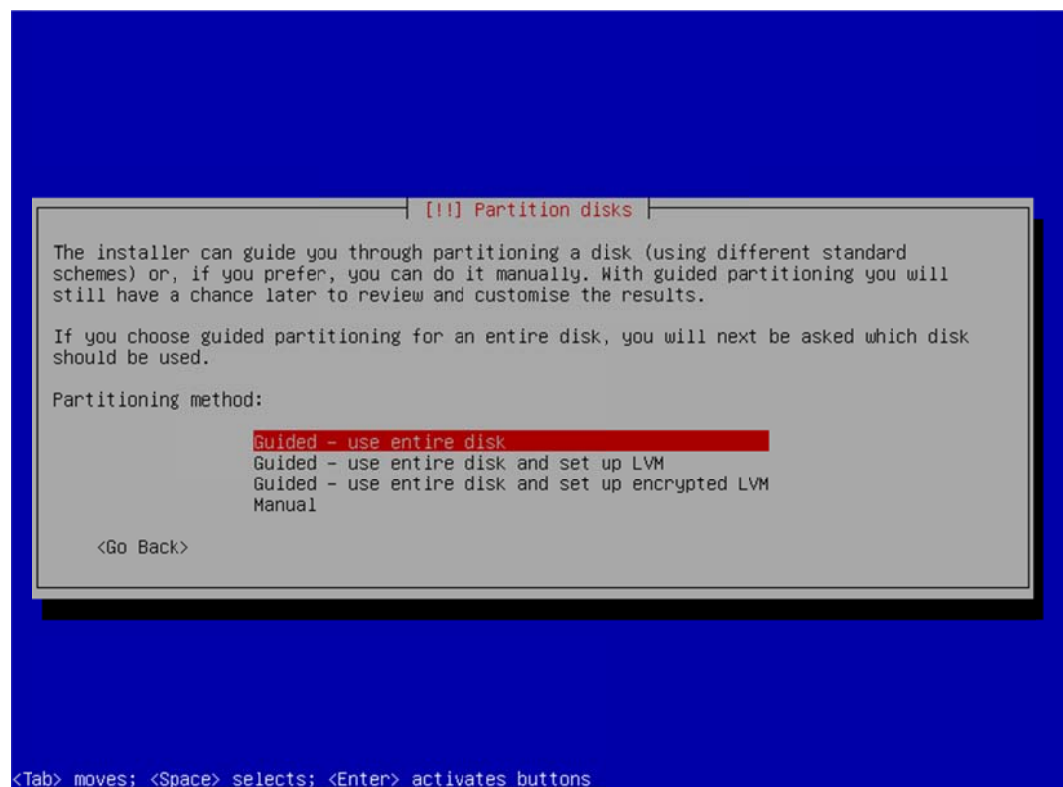 [!!] Partition disks
The installer can guide you through partitioning a disk (using different standard
schemes) or, if you prefer, you can do it manually. With guided partitioning you will
still have a chance later to review and customise the results.
If you choose guided partitioning for an entire disk, you will next be asked which disk
should be used.
Partitioning method:
Guided - use entire disk
Guided - use entire disk and set up LVM
Guided - use entire disk and set up encrypted LVM
Manual
<Go Back>
<Tab> moves; <Space> selects; <Enter> activates buttons